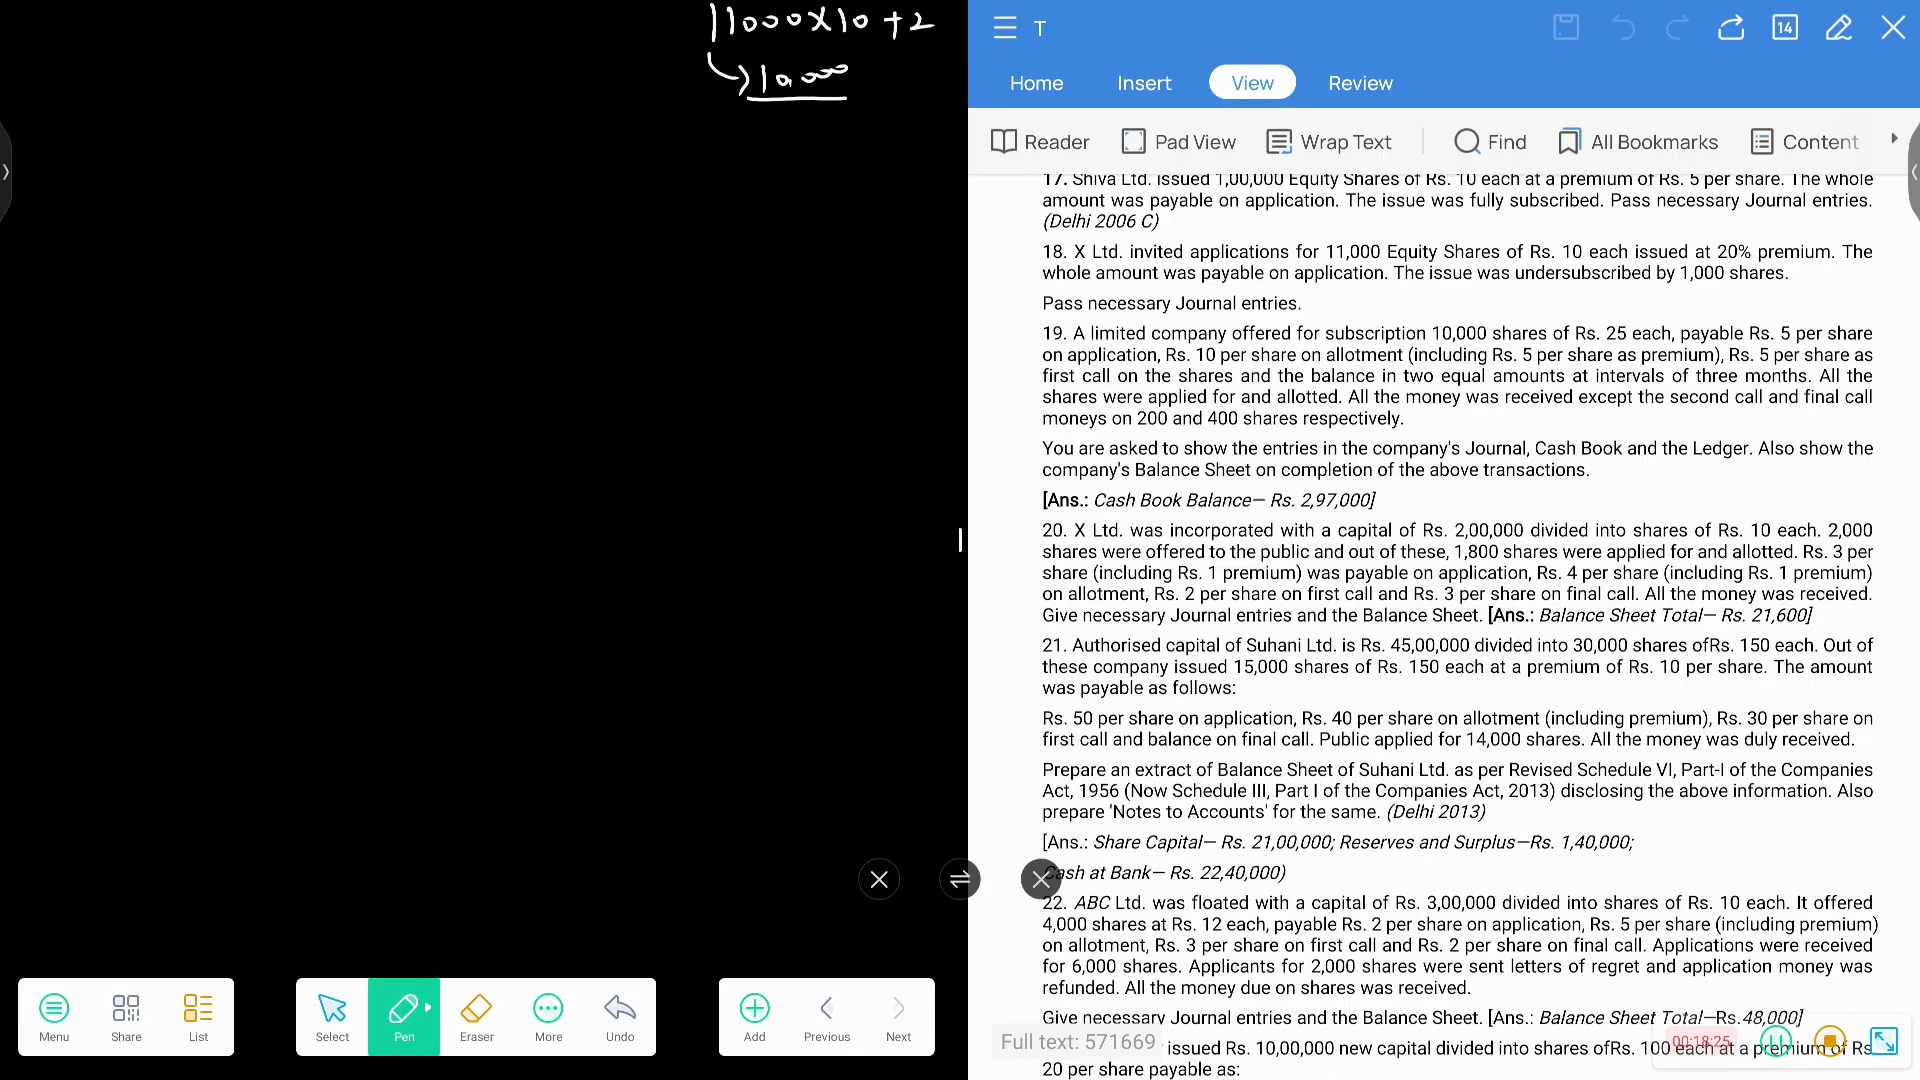 11000×10+2
10000
T
14
Home Insert View Review
Reader Pad View Wrap Text Find All Bookmarks Content
17. Shiva Ltd. issued 1,00,000 Equity Shares of Rs. 10 each at a premium of Rs. 5 per share. The whole
amount was payable on application. The issue was fully subscribed. Pass necessary Journal entries.
(Delhi 2006 C)
18. X Ltd. invited applications for 11,000 Equity Shares of Rs. 10 each issued at 20% premium. The
whole amount was payable on application. The issue was undersubscribed by 1,000 shares.
Pass necessary Journal entries.
19. A limited company offered for subscription 10,000 shares of Rs. 25 each, payable Rs. 5 per share
on application, Rs. 10 per share on allotment (including Rs. 5 per share as premium), Rs. 5 per share as
first call on the shares and the balance in two equal amounts at intervals of three months. All the
shares were applied for and allotted. All the money was received except the second call and final call
moneys on 200 and 400 shares respectively.
You are asked to show the entries in the company's Journal, Cash Book and the Ledger. Also show the
company's Balance Sheet on completion of the above transactions.
[Ans.: Cash Book Balance— Rs. 2,97,000]
20. X Ltd. was incorporated with a capital of Rs. 2,00,000 divided into shares of Rs. 10 each. 2,000
shares were offered to the public and out of these, 1,800 shares were applied for and allotted. Rs. 3 per
share (including Rs. 1 premium) was payable on application, Rs. 4 per share (including Rs. 1 premium)
on allotment, Rs. 2 per share on first call and Rs. 3 per share on final call. All the money was received.
Give necessary Journal entries and the Balance Sheet. [Ans.: Balance Sheet Total— Rs. 21,600]
21. Authorised capital of Suhani Ltd. is Rs. 45,00,000 divided into 30,000 shares ofRs. 150 each. Out of
these company issued 15,000 shares of Rs. 150 each at a premium of Rs. 10 per share. The amount
was payable as follows:
Rs. 50 per share on application, Rs. 40 per share on allotment (including premium), Rs. 30 per share on
first call and balance on final call. Public applied for 14,000 shares. All the money was duly received.
Prepare an extract of Balance Sheet of Suhani Ltd. as per Revised Schedule VI, Part-I of the Companies
Act, 1956 (Now Schedule III, Part I of the Companies Act, 2013) disclosing the above information. Also
prepare 'Notes to Accounts' for the same. (Delhi 2013)
[Ans.: Share Capital— Rs. 21,00,000; Reserves and Surplus—Rs. 1,40,000;
Cash at Bank— Rs. 22,40,000)
22. ABC Ltd. was floated with a capital of Rs. 3,00,000 divided into shares of Rs. 10 each. It offered
4,000 shares at Rs. 12 each, payable Rs. 2 per share on application, Rs. 5 per share (including premium)
on allotment, Rs. 3 per share on first call and Rs. 2 per share on final call. Applications were received
for 6,000 shares. Applicants for 2,000 shares were sent letters of regret and application money was
refunded. All the money due on shares was received.
Give necessary Journal entries and the Balance Sheet. [Ans.: Balance Sheet Total—Rs.48,000]
issued Rs. 10,00,000 new capital divided into shares ofRs. 100 each at a premium of Rs
20 per share payable as:
Full text: 571669
00:18:25
Menu Share List Select Pen Eraser More Undo Add Previous Next